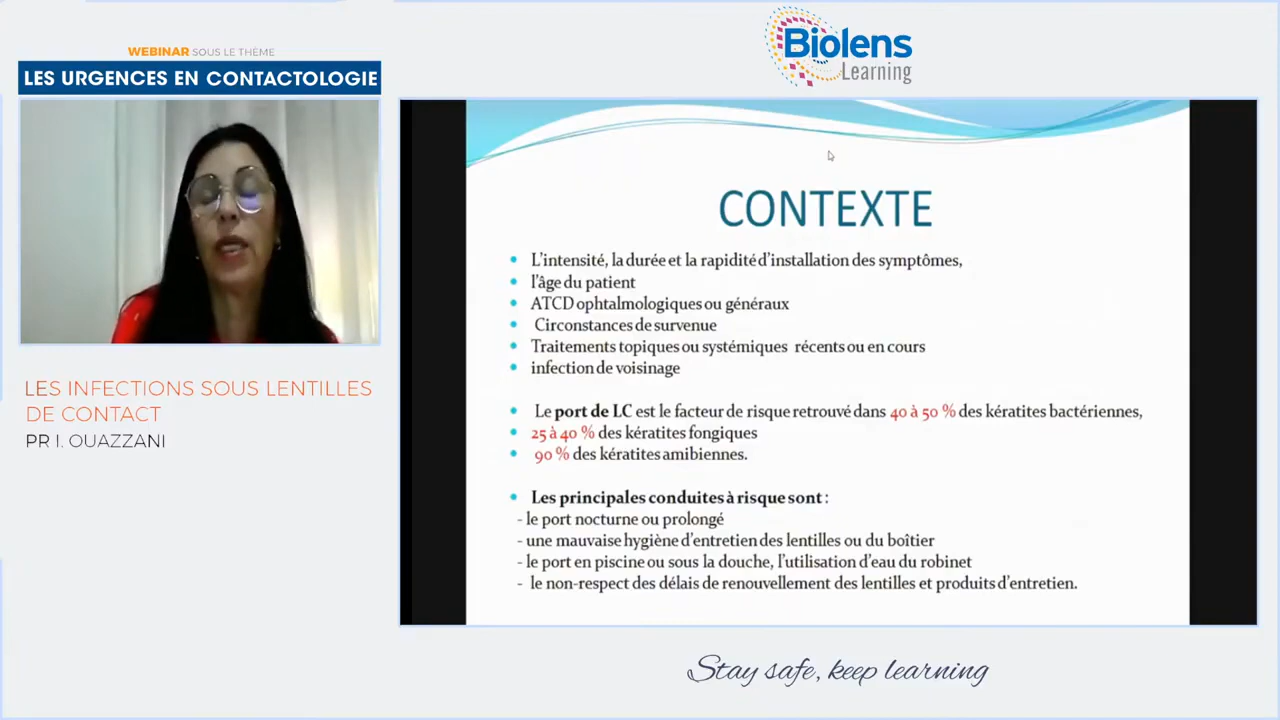 WEBINAR SOUS LE THÈME
LES URGENCES EN CONTACTOLOGIE
Biolens
Learning
LES INFECTIONS SOUS LENTILLES
DE CONTACT
PR I. OUAZZANI
CONTEXTE
• L'intensité, la durée et la rapidité d'installation des symptômes,
• l'âge du patient
• ATCD ophtalmologiques ou généraux
• Circonstances de survenue
• Traitements topiques ou systémiques récents ou en cours
• infection de voisinage
• Le port de LC est le facteur de risque retrouvé dans 40 à 50 % des kératites bactériennes,
• 25 à 40 % des kératites fongiques
• 90 % des kératites amibiennes.
• Les principales conduites à risque sont :
- le port nocturne ou prolongé
- une mauvaise hygiène d'entretien des lentilles ou du boîtier
- le port en piscine ou sous la douche, l'utilisation d'eau du robinet
- le non-respect des délais de renouvellement des lentilles et produits d'entretien.
Stay safe, keep learning